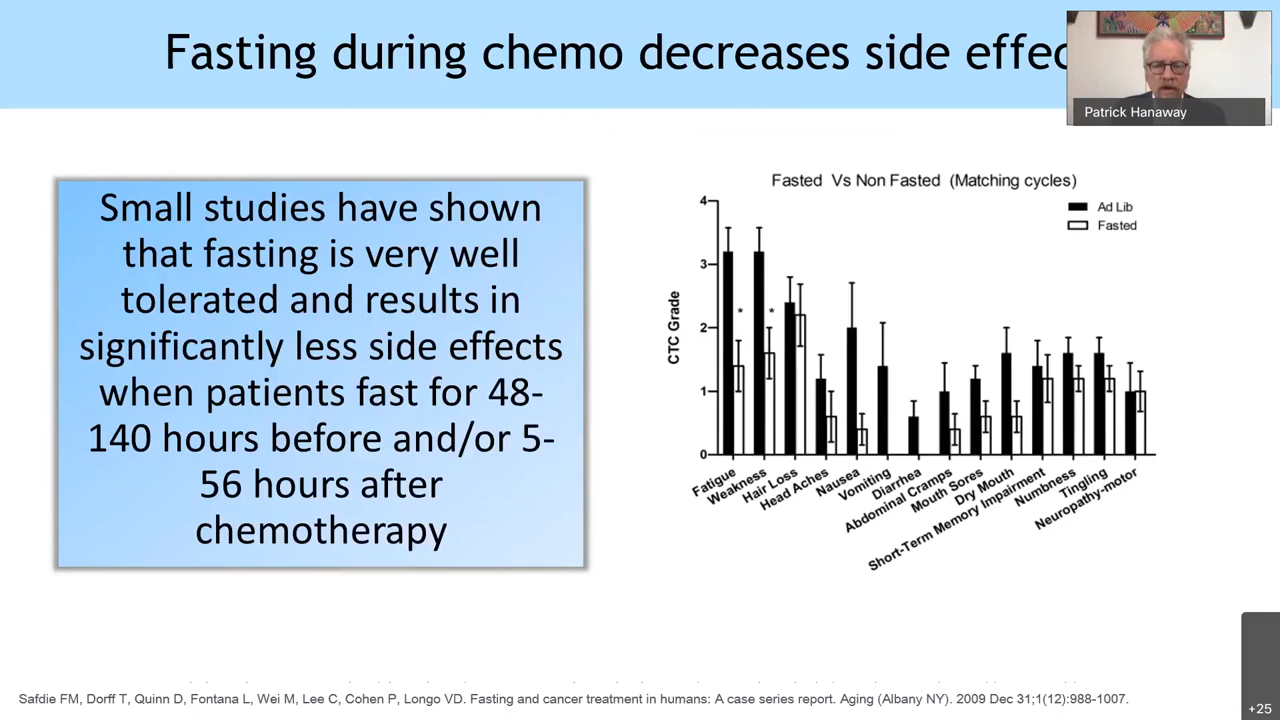 Fasting during chemo decreases side effec
Patrick Hanaway
Small studies have shown
that fasting is very well
tolerated and results in
significantly less side effects
when patients fast for 48-
140 hours before and/or 5-
56 hours after
chemotherapy
Fasted Vs Non Fasted (Matching cycles)
Ad Lib
Fasted
CTC Grade
4
3
2
1
0
* *
Fatigue
Weakness
Hair Loss
Head Aches
Nausea
Vomiting
Diarrhea
Abdominal Cramps
Mouth Sores
Dry Mouth
Short-Term Memory Impairment
Numbness
Tingling
Neuropathy-motor
Safdie FM, Dorff T, Quinn D, Fontana L, Wei M, Lee C, Cohen P, Longo VD. Fasting and cancer treatment in humans: A case series report. Aging (Albany NY). 2009 Dec 31;1(12):988-1007.
+25